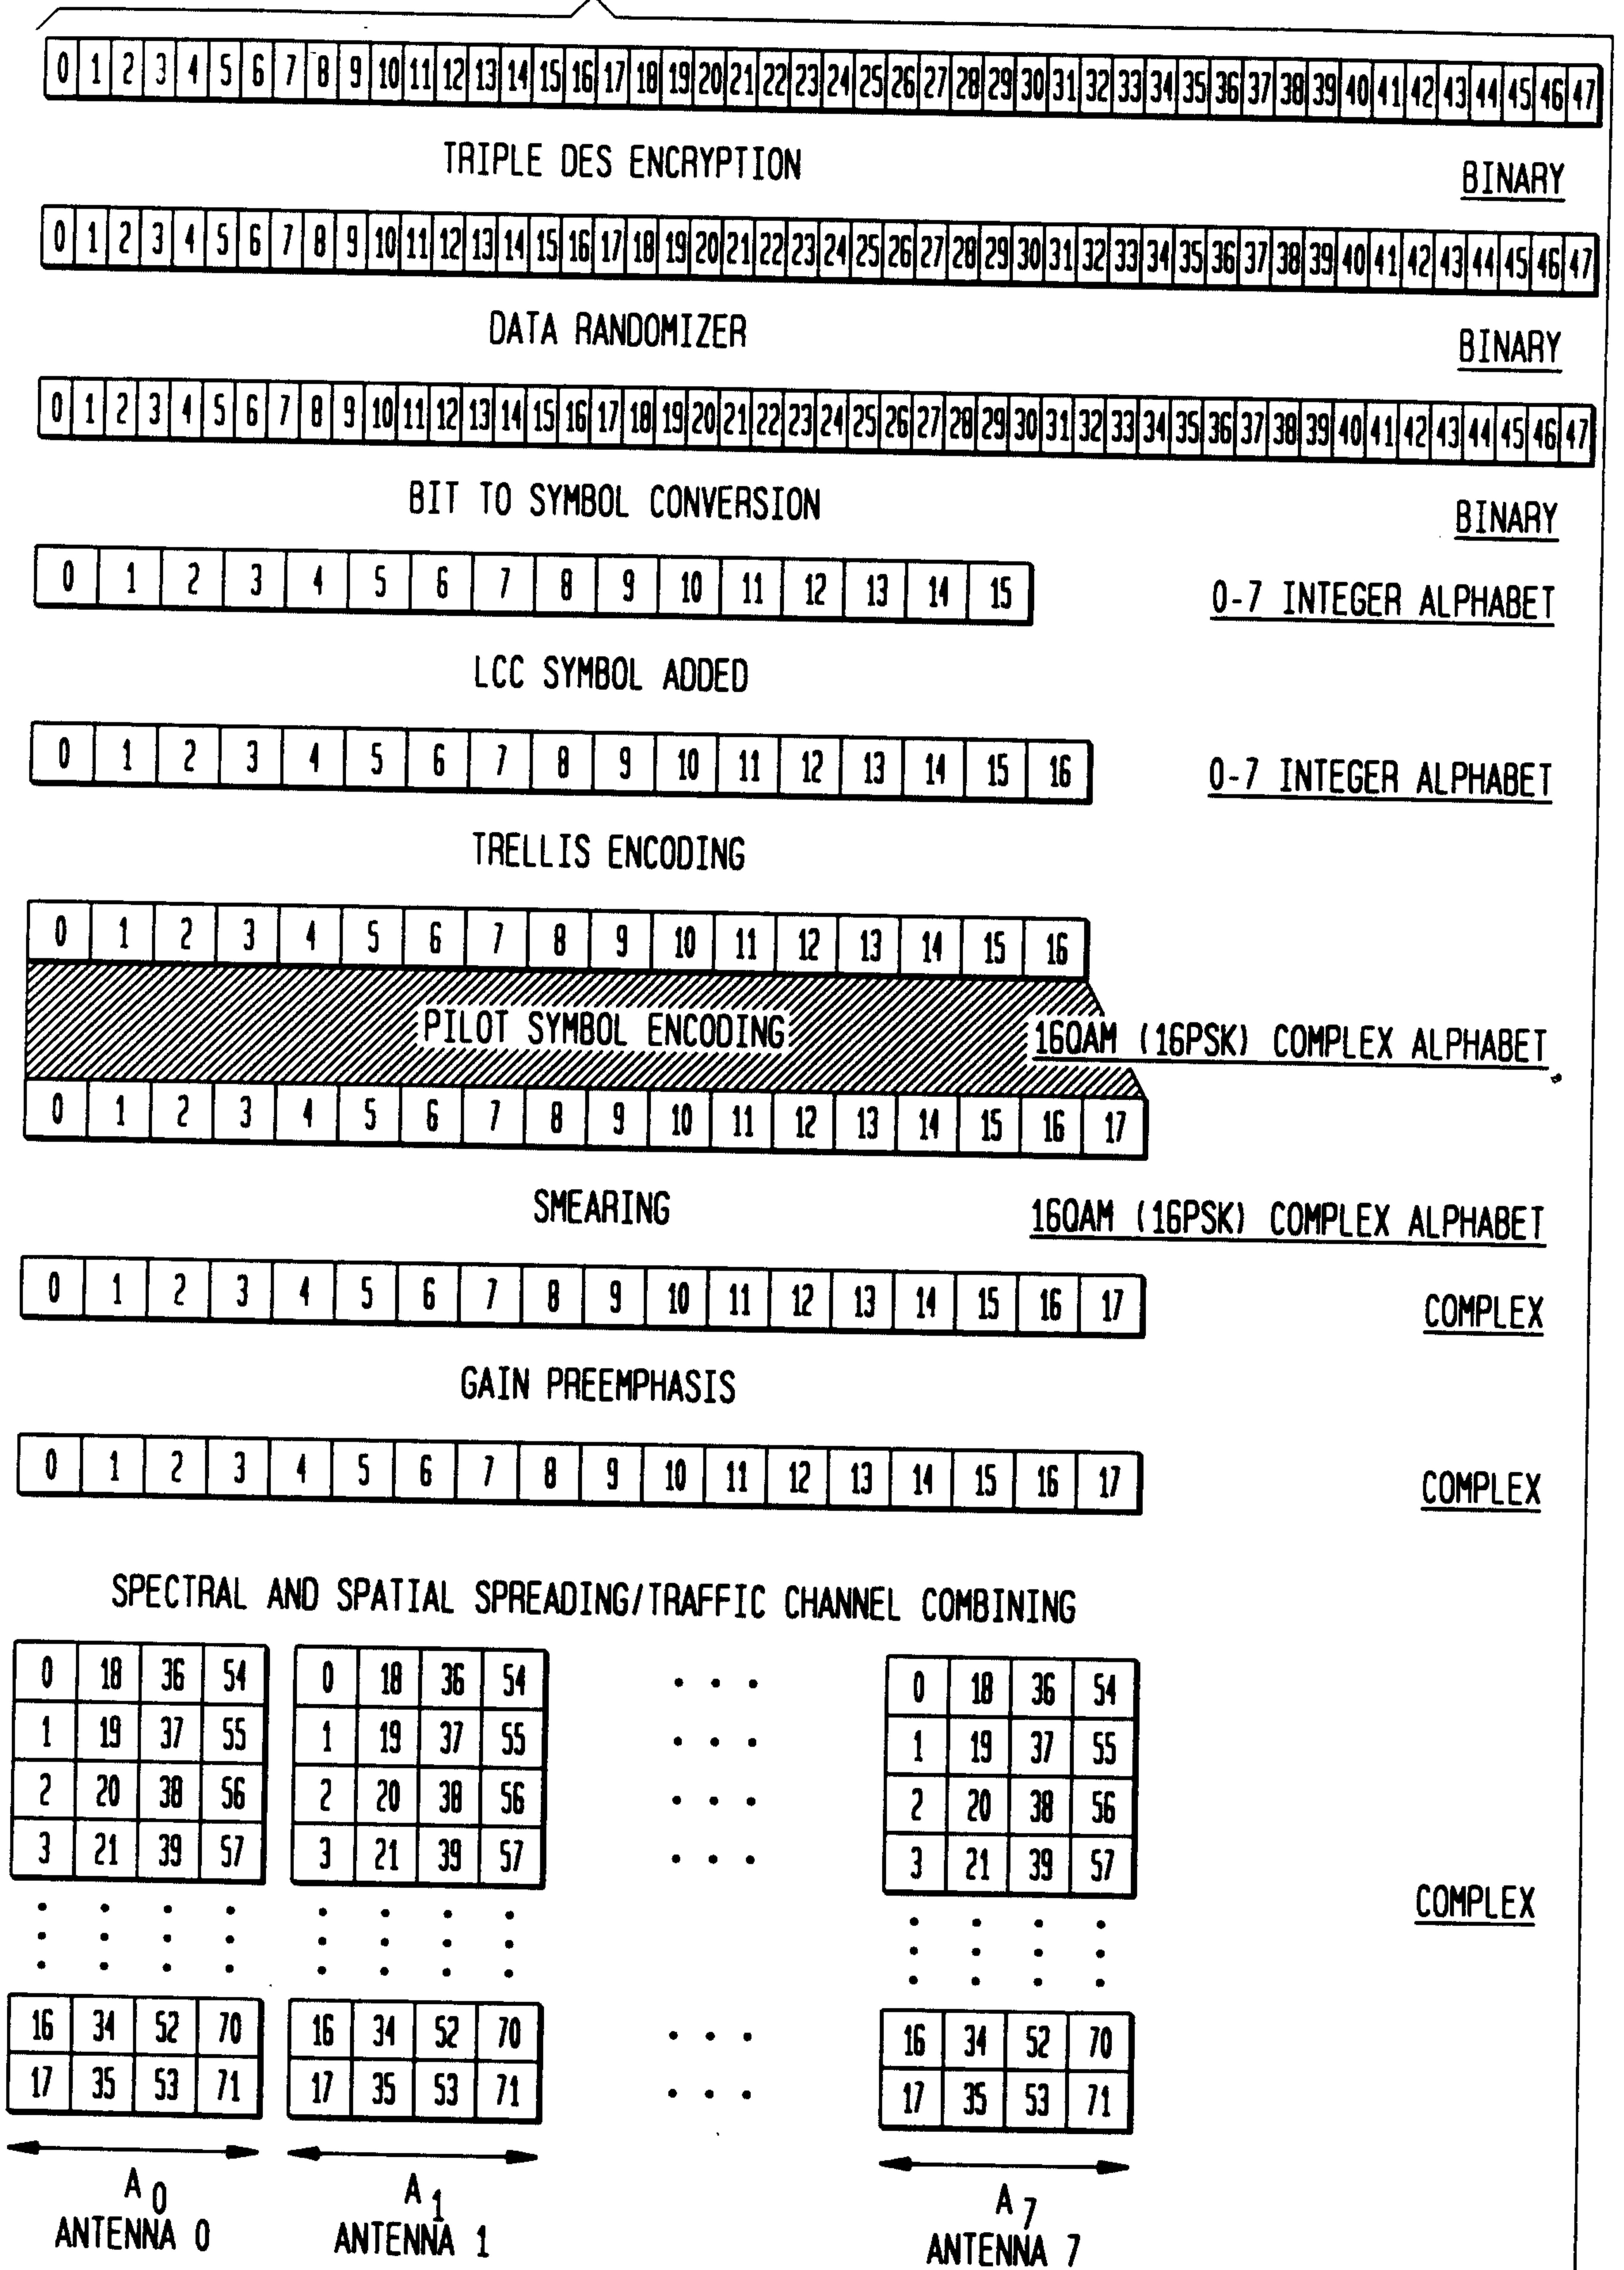 0 1 2 3 4 5 6 7 8 9 10 11 12 13 14 15 16 17 18 19 20 21 22 23 24 25 26 27 28 29 30 31 32 33 34 35 36 37 38 39 40 41 42 43 44 45 46 47
TRIPLE DES ENCRYPTION BINARY
0 1 2 3 4 5 6 7 8 9 10 11 12 13 14 15 16 17 18 19 20 21 22 23 24 25 26 27 28 29 30 31 32 33 34 35 36 37 38 39 40 41 42 43 44 45 46 47
DATA RANDOMIZER BINARY
0 1 2 3 4 5 6 7 8 9 10 11 12 13 14 15 16 17 18 19 20 21 22 23 24 25 26 27 28 29 30 31 32 33 34 35 36 37 38 39 40 41 42 43 44 45 46 47
BIT TO SYMBOL CONVERSION BINARY
0 1 2 3 4 5 6 7 8 9 10 11 12 13 14 15 0-7 INTEGER ALPHABET
LCC SYMBOL ADDED
0 1 2 3 4 5 6 7 8 9 10 11 12 13 14 15 16 0-7 INTEGER ALPHABET
TRELLIS ENCODING
0 1 2 3 4 5 6 7 8 9 10 11 12 13 14 15 16
PILOT SYMBOL ENCODING 16QAM (16PSK) COMPLEX ALPHABET
0 1 2 3 4 5 6 7 8 9 10 11 12 13 14 15 16 17
SMEARING 16QAM (16PSK) COMPLEX ALPHABET
0 1 2 3 4 5 6 7 8 9 10 11 12 13 14 15 16 17 COMPLEX
GAIN PREEMPHASIS
0 1 2 3 4 5 6 7 8 9 10 11 12 13 14 15 16 17 COMPLEX
SPECTRAL AND SPATIAL SPREADING/TRAFFIC CHANNEL COMBINING
0 18 36 54 0 18 36 54 . . . 0 18 36 54
1 19 37 55 1 19 37 55 . . . 1 19 37 55
2 20 38 56 2 20 38 56 . . . 2 20 38 56
3 21 39 57 3 21 39 57 . . . 3 21 39 57
COMPLEX
16 34 52 70 16 34 52 70 . . . 16 34 52 70
17 35 53 71 17 35 53 71 . . . 17 35 53 71
A0 A1 A7
ANTENNA 0 ANTENNA 1 ANTENNA 7